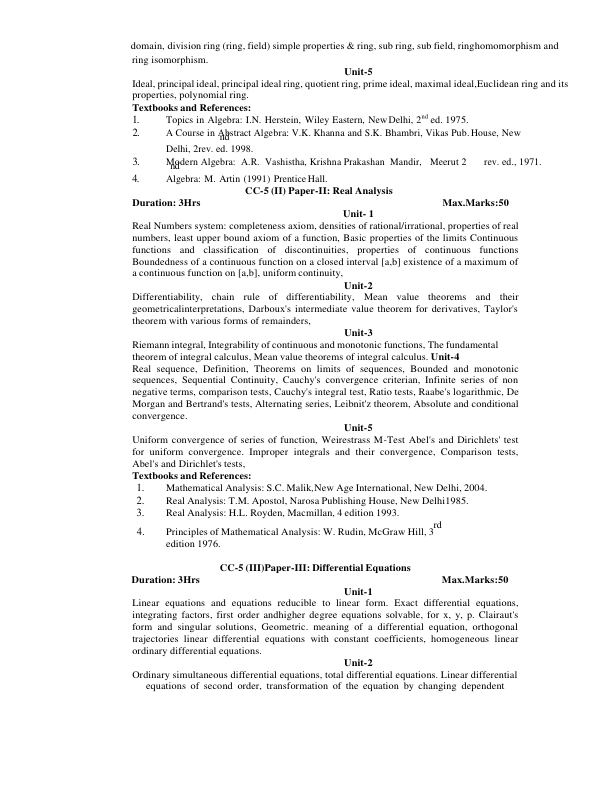 domain, division ring (ring, field) simple properties & ring, sub ring, sub field, ringhomomorphism and
ring isomorphism.
Unit-5
Ideal, principal ideal, principal ideal ring, quotient ring, prime ideal, maximal ideal,Euclidean ring and its
properties, polynomial ring.
Textbooks and References:
1. Topics in Algebra: I.N. Herstein, Wiley Eastern, NewDelhi, 2nd ed. 1975.
2. A Course in Abstract Algebra: V.K. Khanna and S.K. Bhambri, Vikas Pub. House, New
nd
Delhi, 2rev. ed. 1998.
3. Modern Algebra: A.R. Vashistha, Krishna Prakashan Mandir, Meerut 2 rev. ed., 1971.
nd
4. Algebra: M. Artin (1991) Prentice Hall.
CC-5 (II) Paper-II: Real Analysis
Duration: 3Hrs Max.Marks:50
Unit- 1
Real Numbers system: completeness axiom, densities of rational/irrational, properties of real
numbers, least upper bound axiom of a function, Basic properties of the limits Continuous
functions and classification of discontinuities, properties of continuous functions
Boundedness of a continuous function on a closed interval [a,b] existence of a maximum of
a continuous function on [a,b], uniform continuity,
Unit-2
Differentiability, chain rule of differentiability, Mean value theorems and their
geometricalinterpretations, Darboux's intermediate value theorem for derivatives, Taylor's
theorem with various forms of remainders,
Unit-3
Riemann integral, Integrability of continuous and monotonic functions, The fundamental
theorem of integral calculus, Mean value theorems of integral calculus. Unit-4
Real sequence, Definition, Theorems on limits of sequences, Bounded and monotonic
sequences, Sequential Continuity, Cauchy's convergence criterian, Infinite series of non
negative terms, comparison tests, Cauchy's integral test, Ratio tests, Raabe's logarithmic, De
Morgan and Bertrand's tests, Alternating series, Leibnit'z theorem, Absolute and conditional
convergence.
Unit-5
Uniform convergence of series of function, Weirestrass M-Test Abel's and Dirichlets' test
for uniform convergence. Improper integrals and their convergence, Comparison tests,
Abel's and Dirichlet's tests,
Textbooks and References:
1. Mathematical Analysis: S.C. Malik,New Age International, New Delhi, 2004.
2. Real Analysis: T.M. Apostol, Narosa Publishing House, New Delhi1985.
3. Real Analysis: H.L. Royden, Macmillan, 4 edition 1993.
4. Principles of Mathematical Analysis: W. Rudin, McGraw Hill, 3rd
edition 1976.
CC-5 (III)Paper-III: Differential Equations
Duration: 3Hrs Max.Marks:50
Unit-1
Linear equations and equations reducible to linear form. Exact differential equations,
integrating factors, first order andhigher degree equations solvable, for x, y, p. Clairaut's
form and singular solutions, Geometric. meaning of a differential equation, orthogonal
trajectories linear differential equations with constant coefficients, homogeneous linear
ordinary differential equations.
Unit-2
Ordinary simultaneous differential equations, total differential equations. Linear differential
equations of second order, transformation of the equation by changing dependent